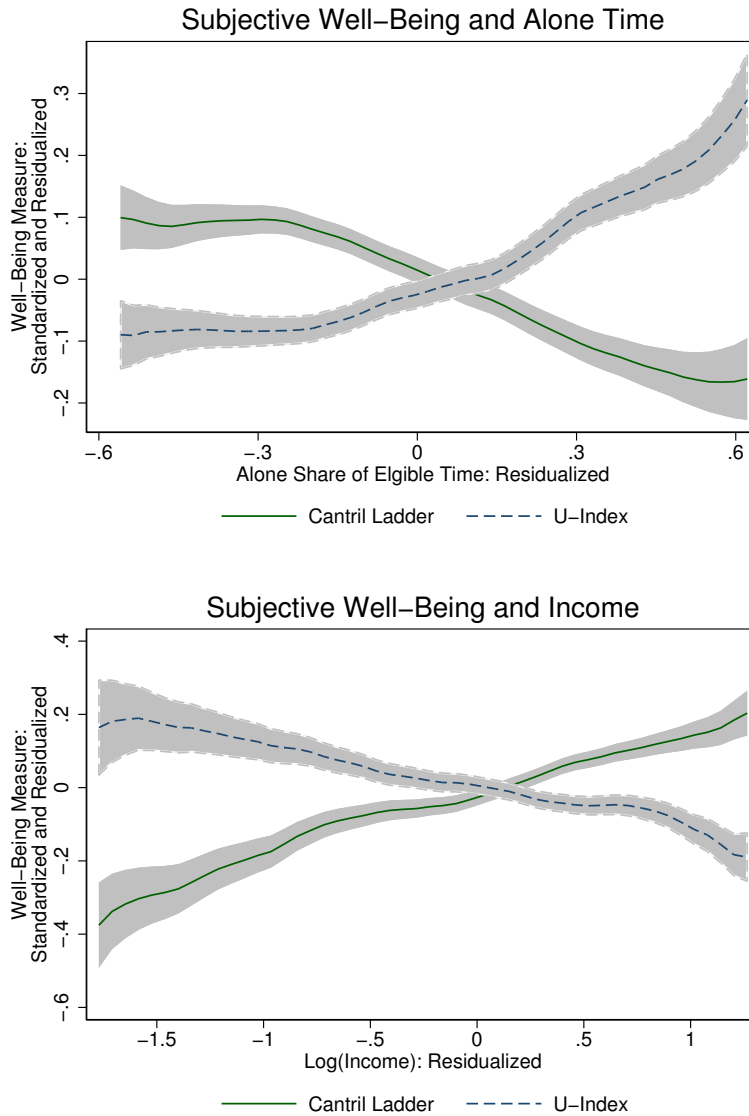 Subjective Well−Being and Alone Time
Well−Being Measure:
Standardized and Residualized
.3
.2
.1
0
−.1
−.2
−.6
−.3
0
.3
.6
Alone Share of Elgible Time: Residualized
Cantril Ladder
U−Index
Subjective Well−Being and Income
Well−Being Measure:
Standardized and Residualized
.4
.2
0
−.2
−.4
−.6
−1.5
−1
−.5
0
.5
1
Log(Income): Residualized
Cantril Ladder
U−Index